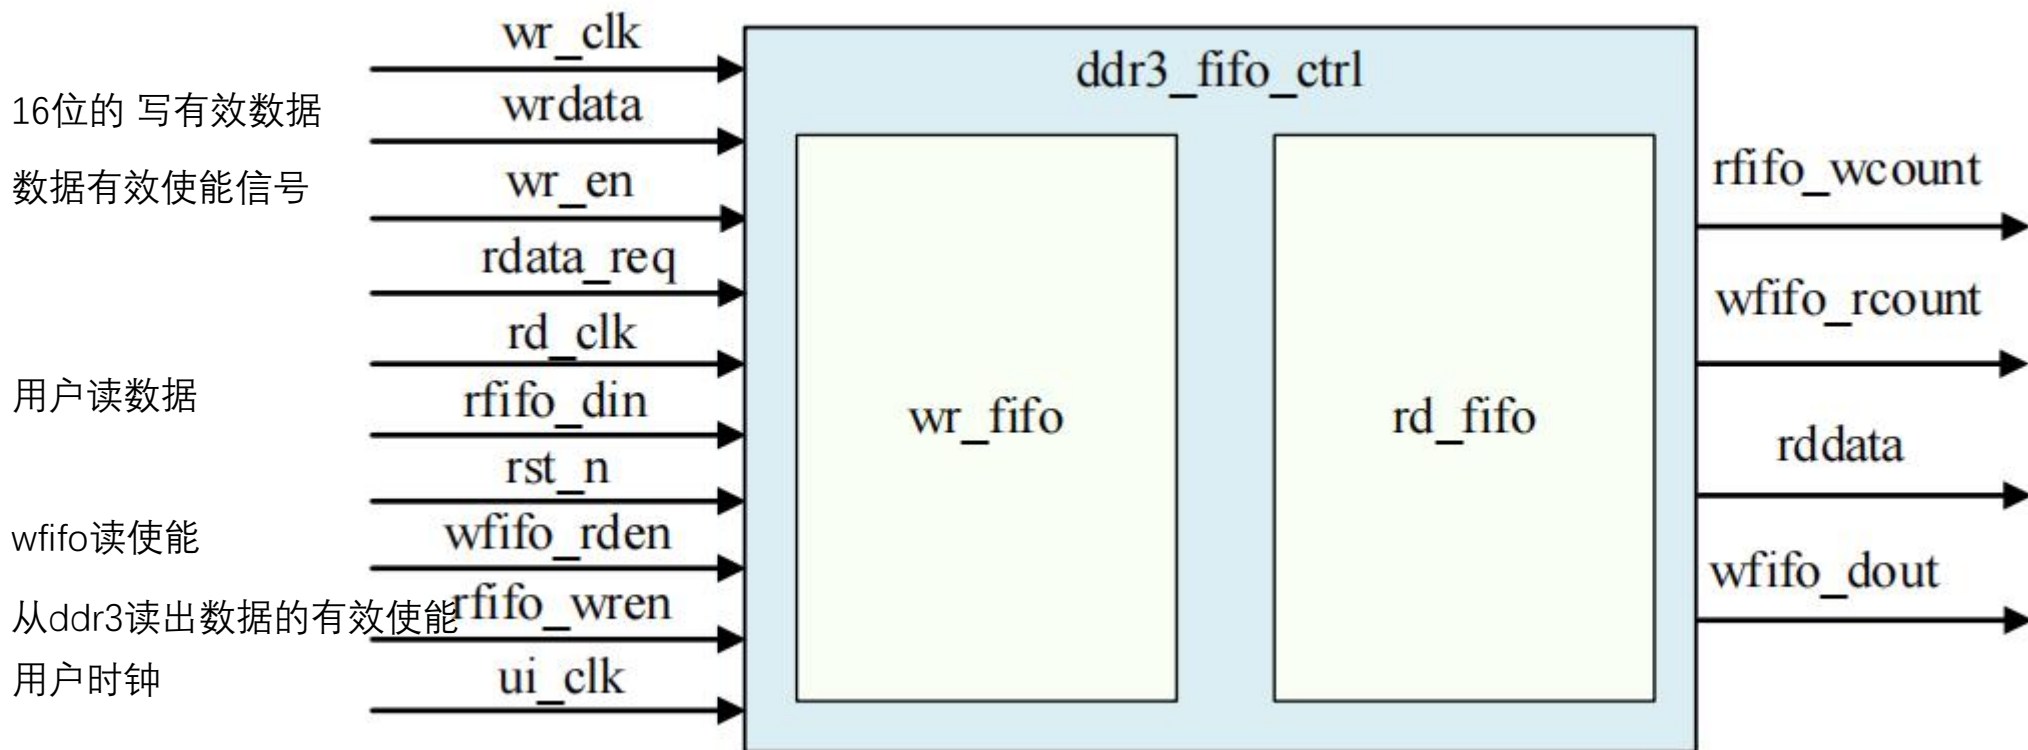 wr_clk
ddr3_fifo_ctrl
16位的 写有效数据
wrdata
数据有效使能信号
wr_en
rfifo_wcount
rdata_req
wfifo_rcount
rd_clk
用户读数据
rfifo_din
wr_fifo
rd_fifo
rddata
rst_n
wfifo读使能
wfifo_rden
wfifo_dout
从ddr3读出数据的有效使能
rfifo_wren
用户时钟
ui_clk